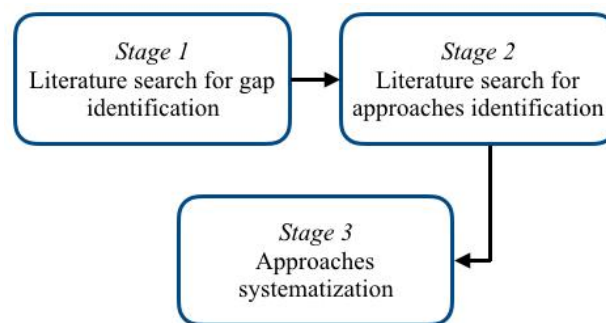 Stage 1
Literature search for gap
identification
Stage 2
Literature search for
approaches identification
Stage 3
Approaches
systematization